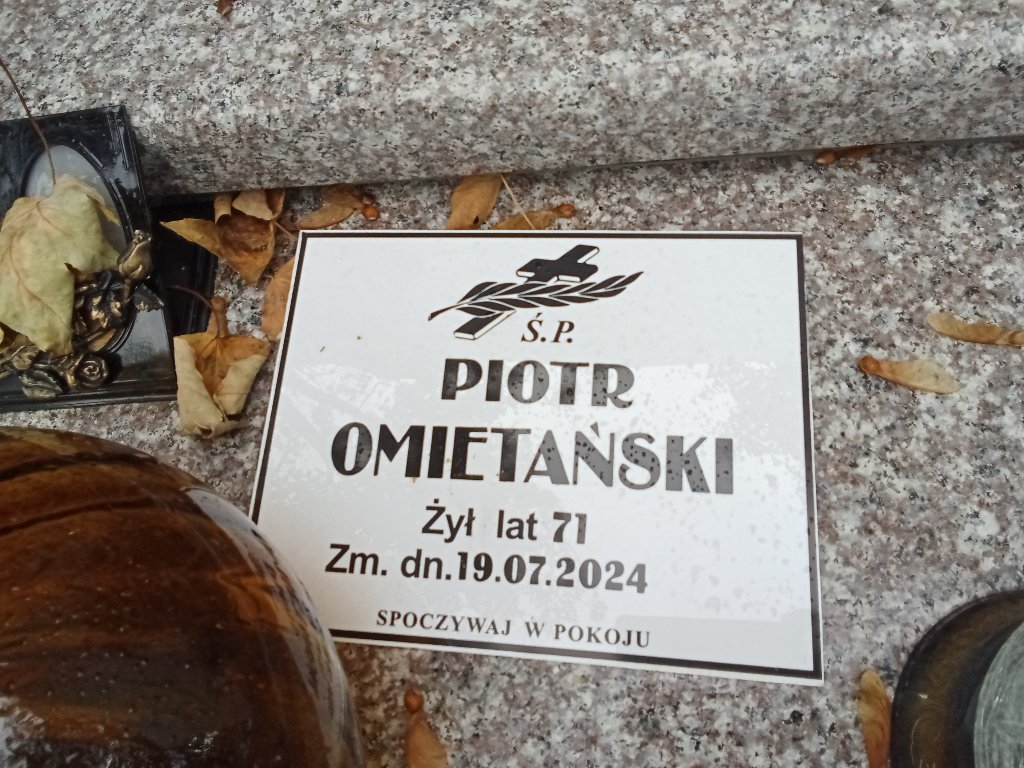 Ś.P.
PIOTR
OMIETAŃSKI
Żył lat 71
Zm. dn.19.07.2024
SPOCZYWAJ W POKOJU